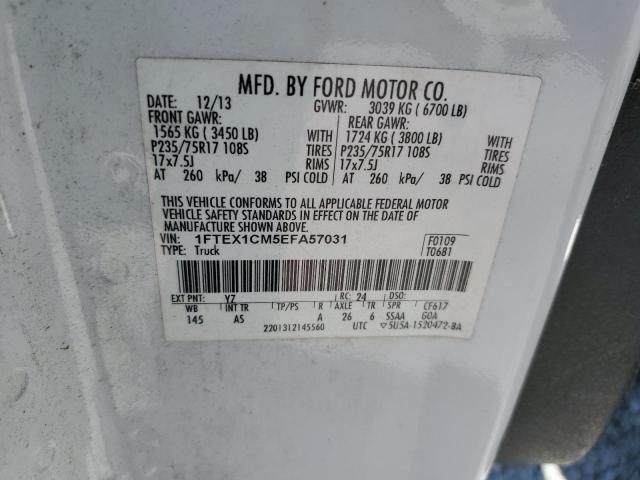 MFD. BY FORD MOTOR CO.
DATE: 12/13 GVWR: 3039 KG ( 6700 LB)
FRONT GAWR: REAR GAWR:
1565 KG ( 3450 LB) WITH 1724 KG ( 3800 LB) WITH
P235/75R17 108S TIRES P235/75R17 108S TIRES
17x7.5J RIMS 17x7.5J RIMS
AT 260 kPa/ 38 PSI COLD AT 260 kPa/ 38 PSI COLD
THIS VEHICLE CONFORMS TO ALL APPLICABLE FEDERAL MOTOR
VEHICLE SAFETY STANDARDS IN EFFECT ON THE DATE OF
MANUFACTURE SHOWN ABOVE.
VIN: 1FTEX1CM5EFA57031 F0109
TYPE: Truck T0681
EXT PNT: YZ RC: 24 DSO:
WB INT TR TP/PS R AXLE TR SPR CF617
145 AS A 26 6 SSAA GOA
2201312145560 UTC ▽5U5A-1520472-BA